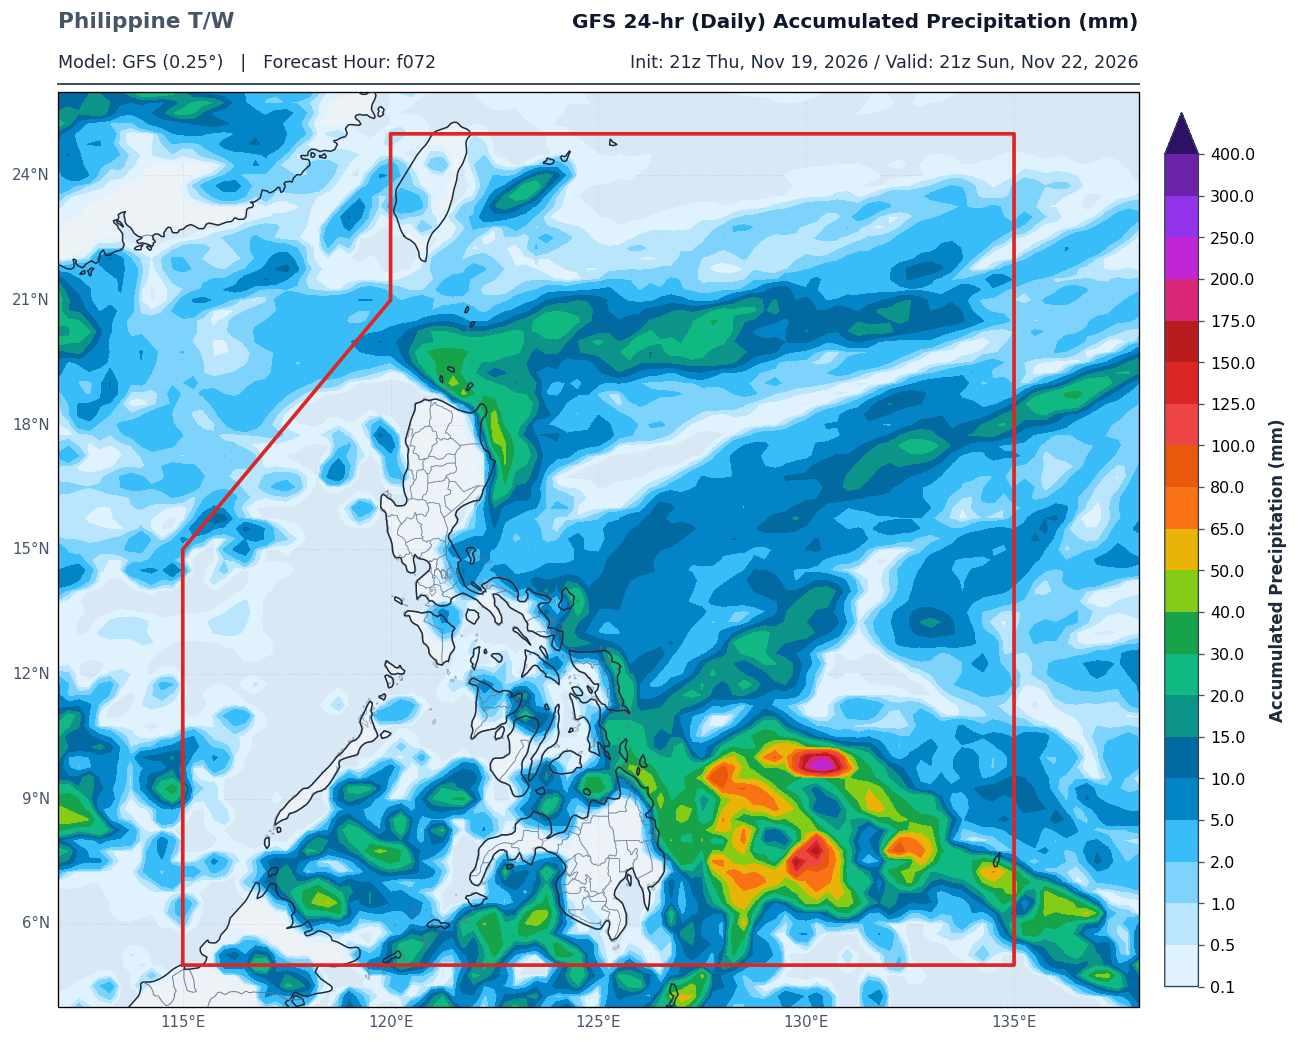 Philippine T/W
GFS 24-hr (Daily) Accumulated Precipitation (mm)
Model: GFS (0.25°) | Forecast Hour: f072
Init: 21z Thu, Nov 19, 2026 / Valid: 21z Sun, Nov 22, 2026
24°N
21°N
18°N
15°N
12°N
9°N
6°N
115°E
120°E
125°E
130°E
135°E
400.0
300.0
250.0
200.0
175.0
150.0
125.0
100.0
80.0
65.0
50.0
40.0
30.0
20.0
15.0
10.0
5.0
2.0
1.0
0.5
0.1
Accumulated Precipitation (mm)